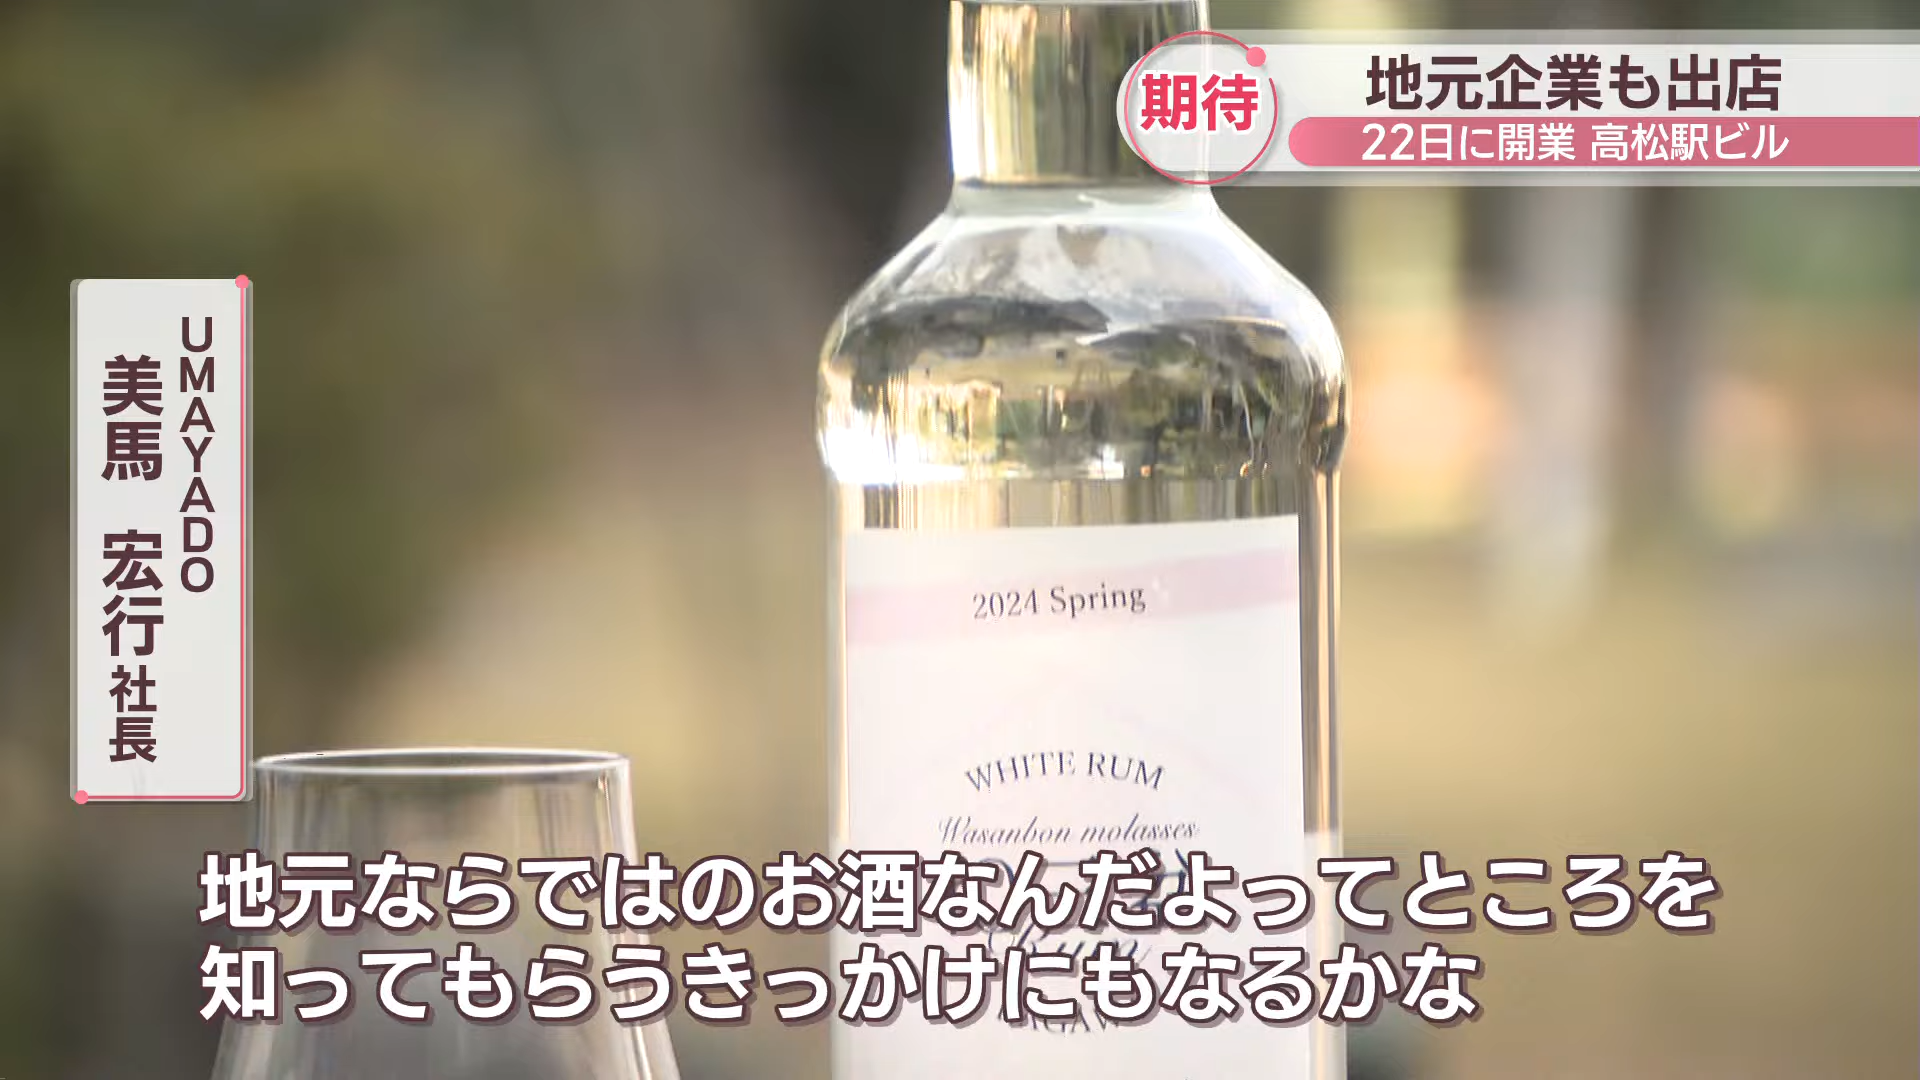 期待
地元企業も出店
22日に開業 高松駅ビル
UMAYADO
美馬 宏行 社長
2024 Spring
WHITE RUM
Wasanbon molasses
地元ならではのお酒なんだよってところを
知ってもらうきっかけにもなるかな